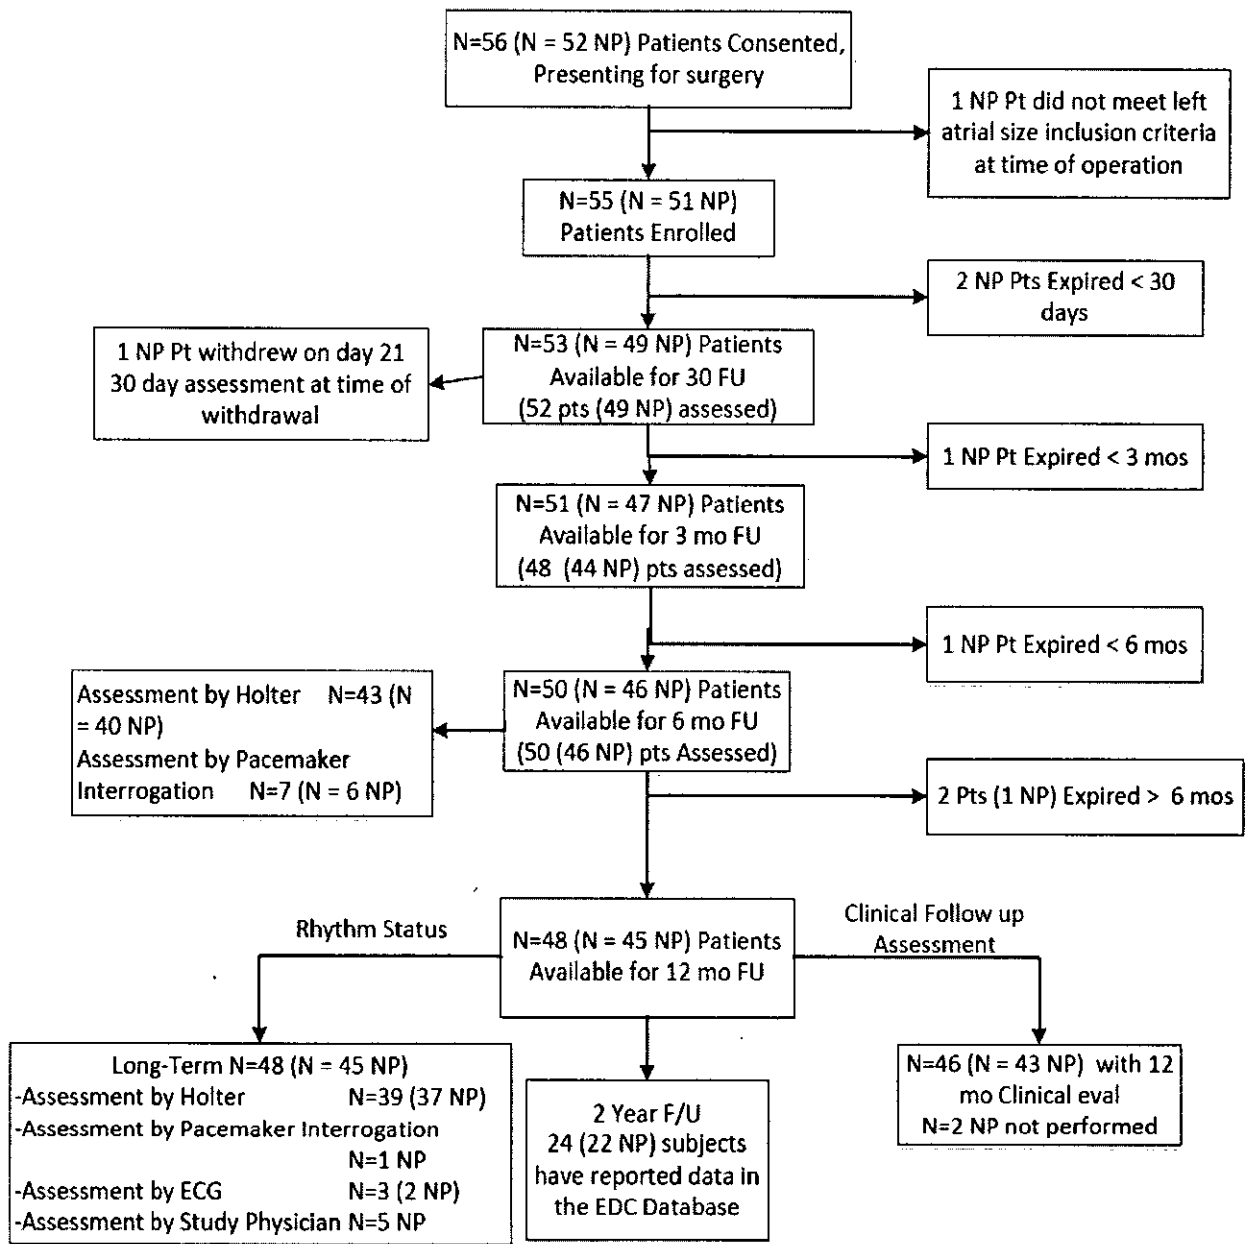 N=56 (N = 52 NP) Patients Consented,
Presenting for surgery
1 NP Pt did not meet left
atrial size inclusion criteria
at time of operation
N=55 (N = 51 NP)
Patients Enrolled
2 NP Pts Expired < 30
days
1 NP Pt withdrew on day 21
30 day assessment at time of
withdrawal
N=53 (N = 49 NP) Patients
Available for 30 FU
(52 pts (49 NP) assessed)
1 NP Pt Expired < 3 mos
N=51 (N = 47 NP) Patients
Available for 3 mo FU
(48 (44 NP) pts assessed)
1 NP Pt Expired < 6 mos
Assessment by Holter N=43 (N
= 40 NP)
Assessment by Pacemaker
Interrogation N=7 (N = 6 NP)
N=50 (N = 46 NP) Patients
Available for 6 mo FU
(50 (46 NP) pts Assessed)
2 Pts (1 NP) Expired > 6 mos
Rhythm Status
N=48 (N = 45 NP) Patients
Available for 12 mo FU
Clinical Follow up
Assessment
Long-Term N=48 (N = 45 NP)
-Assessment by Holter N=39 (37 NP)
-Assessment by Pacemaker Interrogation
N=1 NP
-Assessment by ECG N=3 (2 NP)
-Assessment by Study Physician N=5 NP
2 Year F/U
24 (22 NP) subjects
have reported data in
the EDC Database
N=46 (N = 43 NP) with 12
mo Clinical eval
N=2 NP not performed